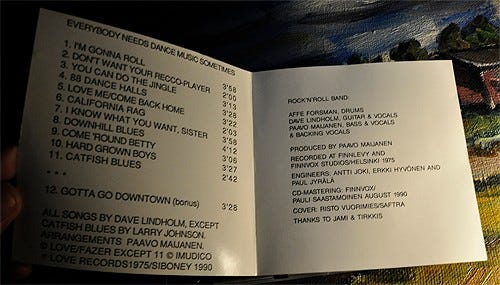 EVERYBODY NEEDS DANCE MUSIC SOMETIMES
1. I'M GONNA ROLL 3'58
2. DON'T WANT YOUR RECCO-PLAYER 2'00
3. YOU CAN DO THE JINGLE 3'13
4. 88 DANCE HALLS 3'28
5. LOVE ME/COME BACK HOME 3'22
6. CALIFORNIA RAG 2'03
7. I KNOW WHAT YOU WANT, SISTER 3'58
8. DOWNHILL BLUES 4'12
9. COME 'ROUND BETTY 3'06
10. HARD GROWN BOYS 3'27
11. CATFISH BLUES 2'42
* * *
12. GOTTA GO DOWNTOWN (bonus) 3'28
ALL SONGS BY DAVE LINDHOLM, EXCEPT
CATFISH BLUES BY LARRY JOHNSON.
ARRANGEMENTS PAAVO MAIJANEN.
© LOVE/FAZER EXCEPT 11 © IMUDICO
LOVE RECORDS1975/SIBONEY 1990
ROCK'N'ROLL BAND:
AFFE FORSMAN, DRUMS
DAVE LINDHOLM, GUITAR & VOCALS
PAAVO MAIJANEN, BASS & VOCALS
& BACKING VOCALS
PRODUCED BY PAAVO MAIJANEN
RECORDED AT FINNLEVY AND
FINNVOX STUDIOS/HELSINKI 1975
ENGINEERS: ANTTI JOKI, ERKKI HYVÖNEN AND
PAUL JYRÄLÄ
CD-MASTERING: FINNVOX/
PAULI SAASTAMOINEN AUGUST 1990
COVER: RISTO VUORIMIES/SAFTRA
THANKS TO JAMI & TIRKKIS